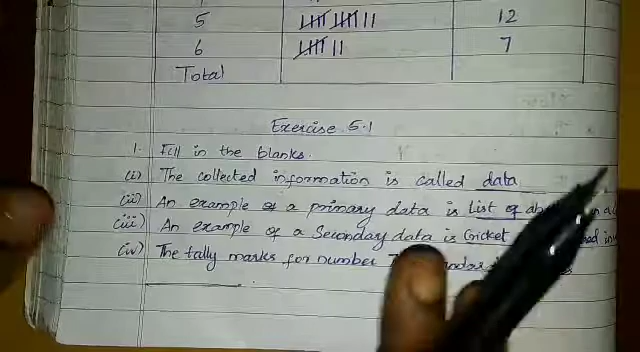 5 12
6 7
Total
Exercise 5.1
1. Fill in the blanks.
(i) The collected information is called data
(ii) An example of a primary data is List of
(iii) An example of a Secondary data is Cricket
(iv) The tally marks for number 7